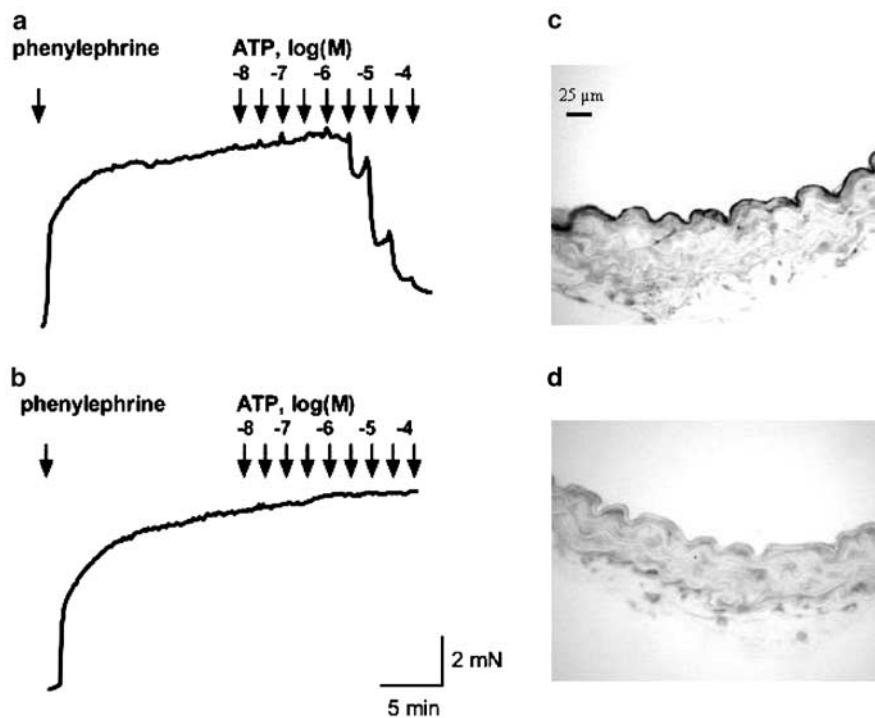 a
phenylephrine ATP, log(M)
-8 -7 -6 -5 -4
b
phenylephrine ATP, log(M)
-8 -7 -6 -5 -4
2 mN
5 min
c
25 µm
d